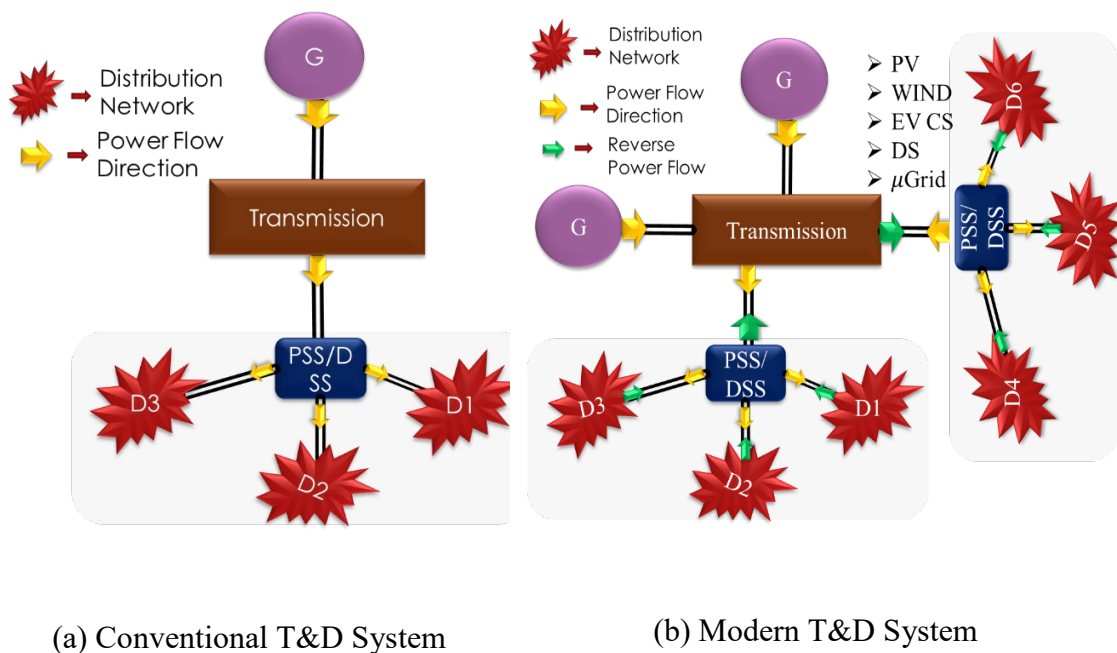 G
Distribution
Network
Power Flow
Direction
Transmission
PSS/D
SS
D3
D1
D2
(a) Conventional T&D System
Distribution
Network
Power Flow
Direction
Reverse
Power Flow
G
➢ PV
➢ WIND
➢ EV CS
➢ DS
➢ μGrid
G
Transmission
D6
PSS/
DSS
D5
D4
PSS/
DSS
D3
D1
D2
(b) Modern T&D System